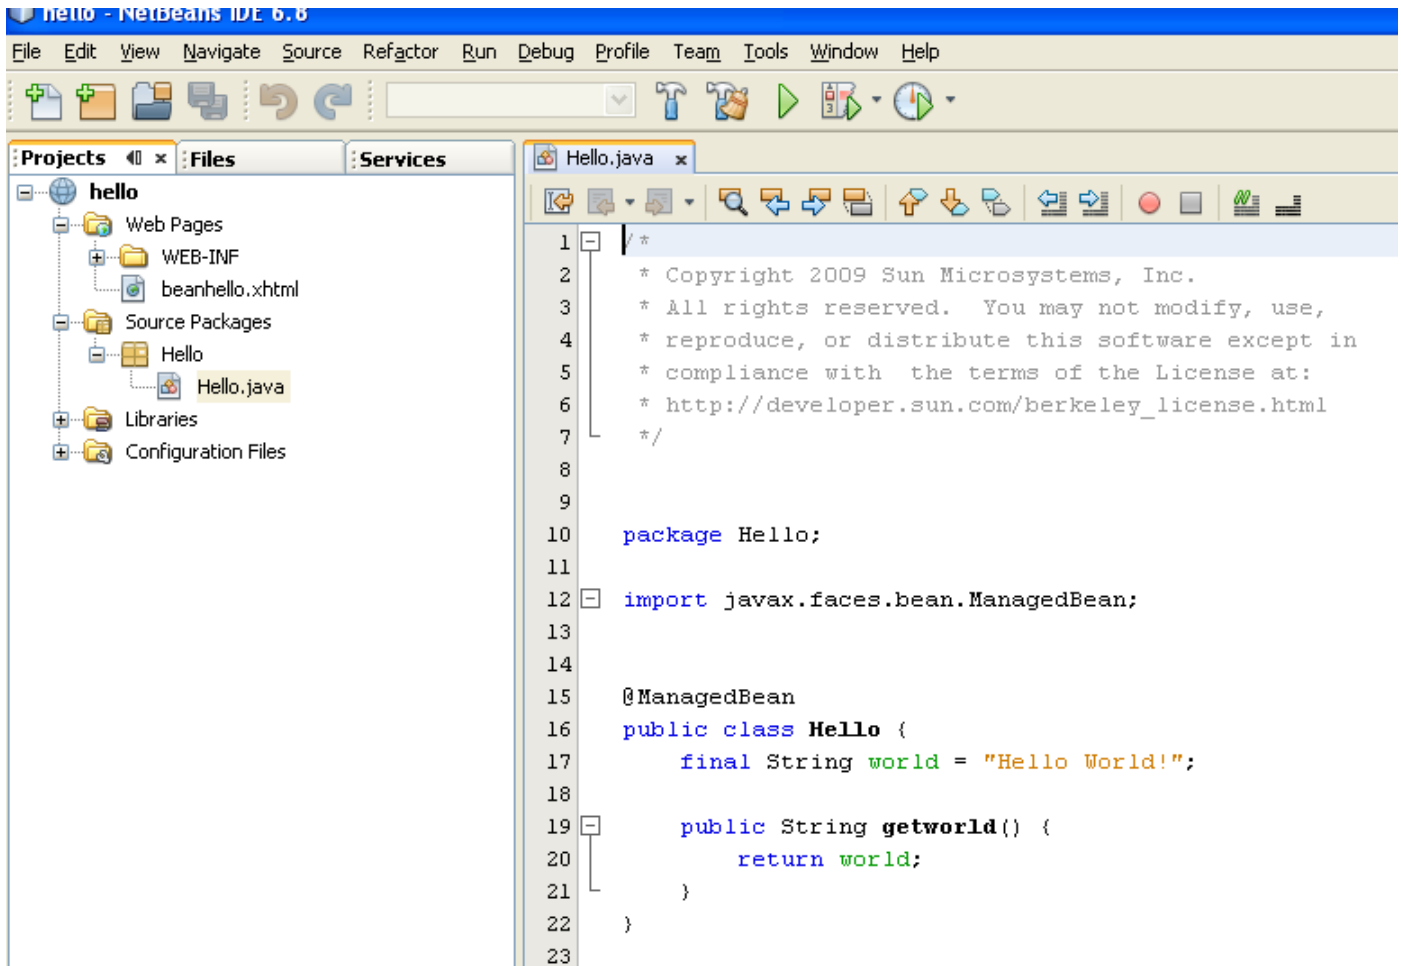 hello - NetBeans IDE 6.8
File Edit View Navigate Source Refactor Run Debug Profile Team Tools Window Help
Projects Files Services
hello
Web Pages
WEB-INF
beanhello.xhtml
Source Packages
Hello
Hello.java
Libraries
Configuration Files
Hello.java
1 /*
2 * Copyright 2009 Sun Microsystems, Inc.
3 * All rights reserved.  You may not modify, use,
4 * reproduce, or distribute this software except in
5 * compliance with  the terms of the License at:
6 * http://developer.sun.com/berkeley_license.html
7 */
8
9
10 package Hello;
11
12 import javax.faces.bean.ManagedBean;
13
14
15 @ManagedBean
16 public class Hello {
17 final String world = "Hello World!";
18
19 public String getworld() {
20 return world;
21 }
22 }
23